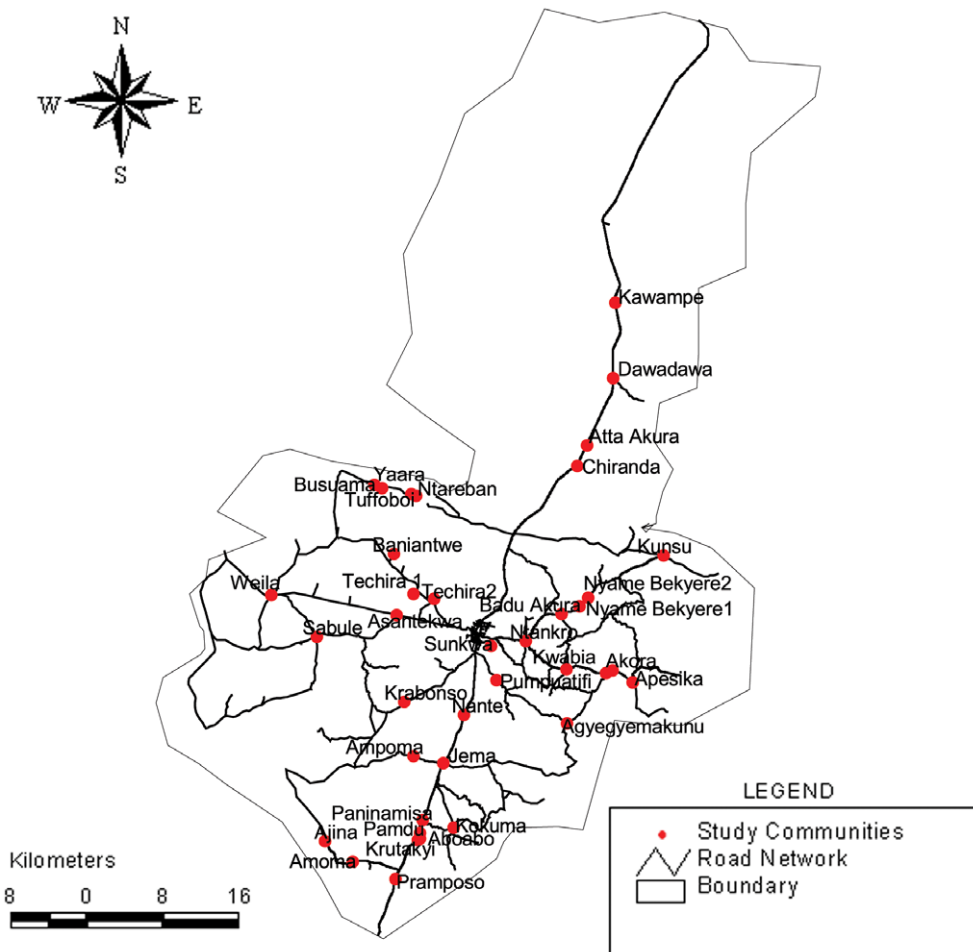 N
W E
S
Kawampe
Dawadawa
Atta Akura
Chiranda
Yaara
Busuama
Ntareban
Tuffoboi
Baniantwe
Kunsu
Weila
Techira 1
Techira2
Nyame Bekyere2
Badu Akura
Nyame Bekyere1
Asantekwa
Sabule
Sunkwa
Ntankro
Kwabia
Akora
Pumpuatifi
Apesika
Krabonso
Nante
Agyegyemakunu
Ampoma
Jema
Paninamisa
Ajina
Pamdu
Kokuma
Krutakyi
Aboabo
Amoma
Pramposo
Kilometers
8 0 8 16
LEGEND
Study Communities
Road Network
Boundary